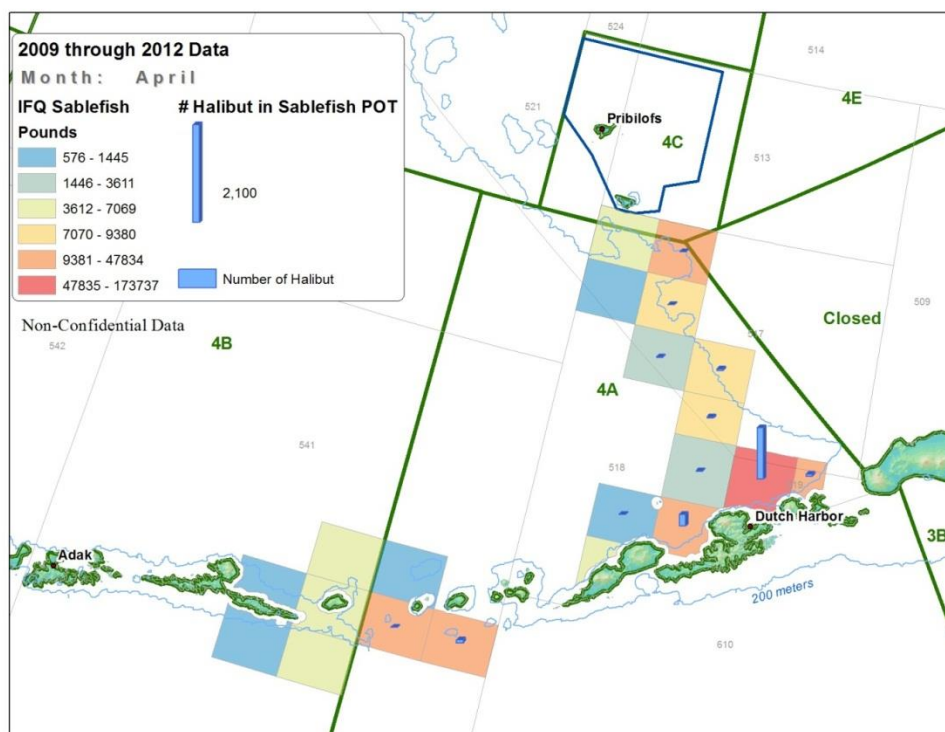 2009 through 2012 Data
Month: April
IFQ Sablefish
Pounds
576 - 1445
1446 - 3611
3612 - 7069
7070 - 9380
9381 - 47834
47835 - 173737
# Halibut in Sablefish POT
2,100
Number of Halibut
Non-Confidential Data
524
514
521
4E
Pribilofs
4C
513
509
Closed
542
4B
517
4A
541
518
Dutch Harbor
3B
Adak
200 meters
610